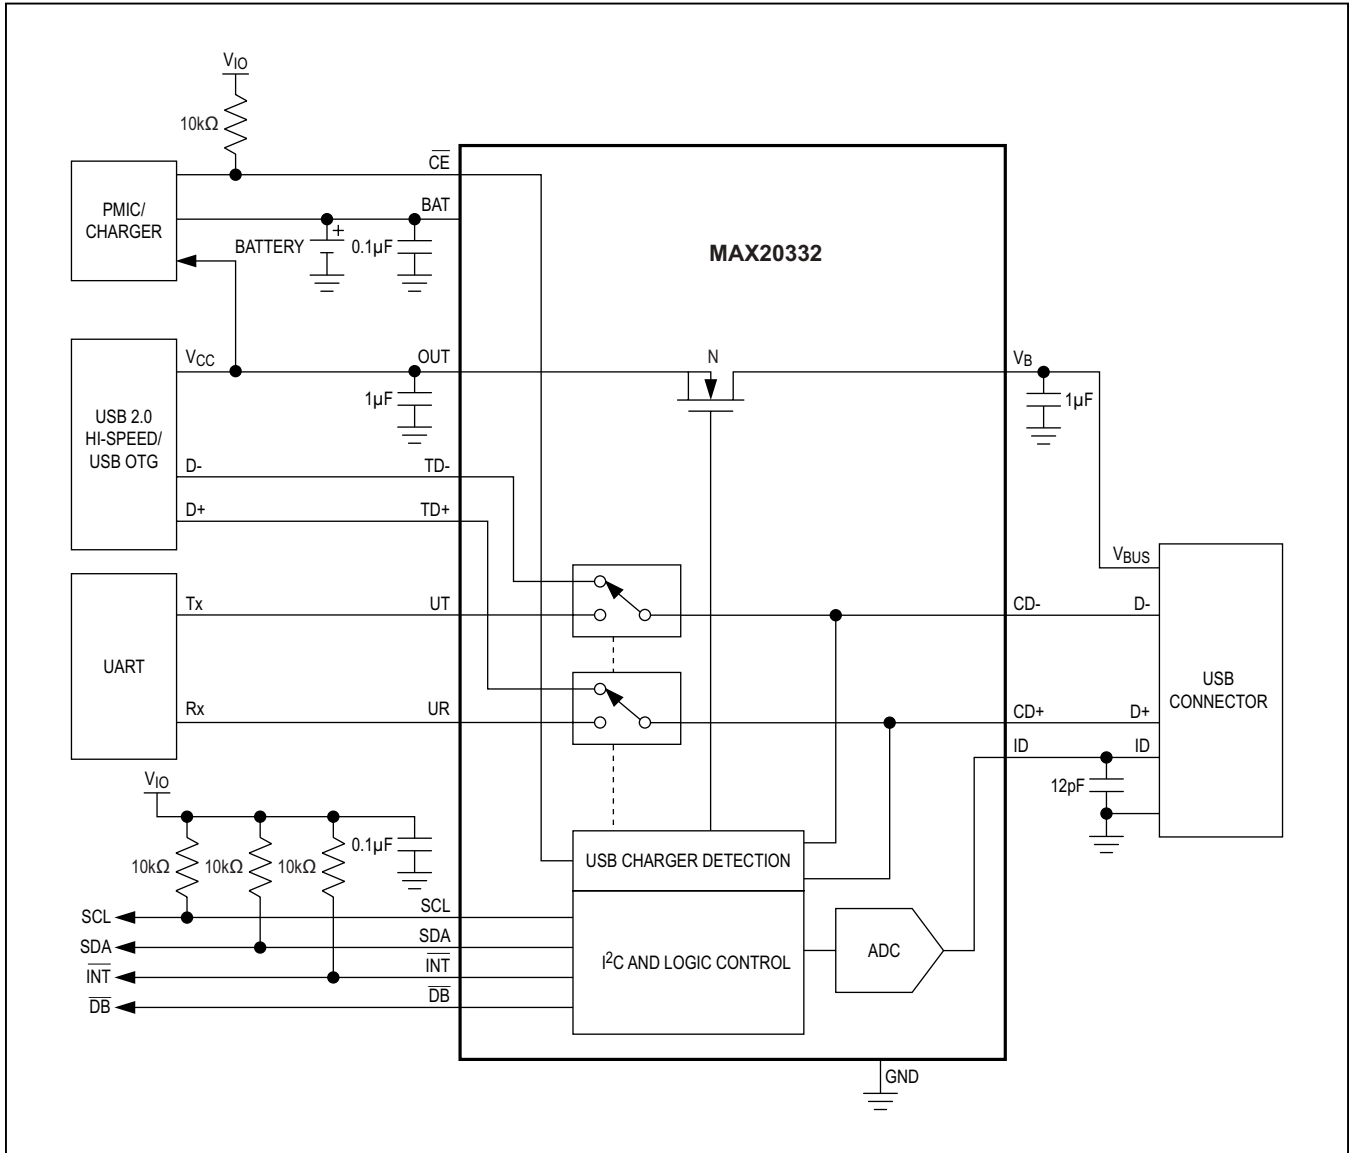 VIO
10kΩ
CE
PMIC/
CHARGER
BAT
BATTERY
+
0.1µF
MAX20332
VCC
OUT
N
VB
1µF
1µF
USB 2.0
HI-SPEED/
USB OTG
D-
TD-
D+
TD+
VBUS
Tx
UT
CD-
D-
UART
USB
CONNECTOR
Rx
UR
CD+
D+
ID
ID
VIO
12pF
10kΩ
10kΩ
10kΩ
0.1µF
USB CHARGER DETECTION
SCL
SCL
SDA
SDA
I2C AND LOGIC CONTROL
ADC
INT
INT
DB
DB
GND